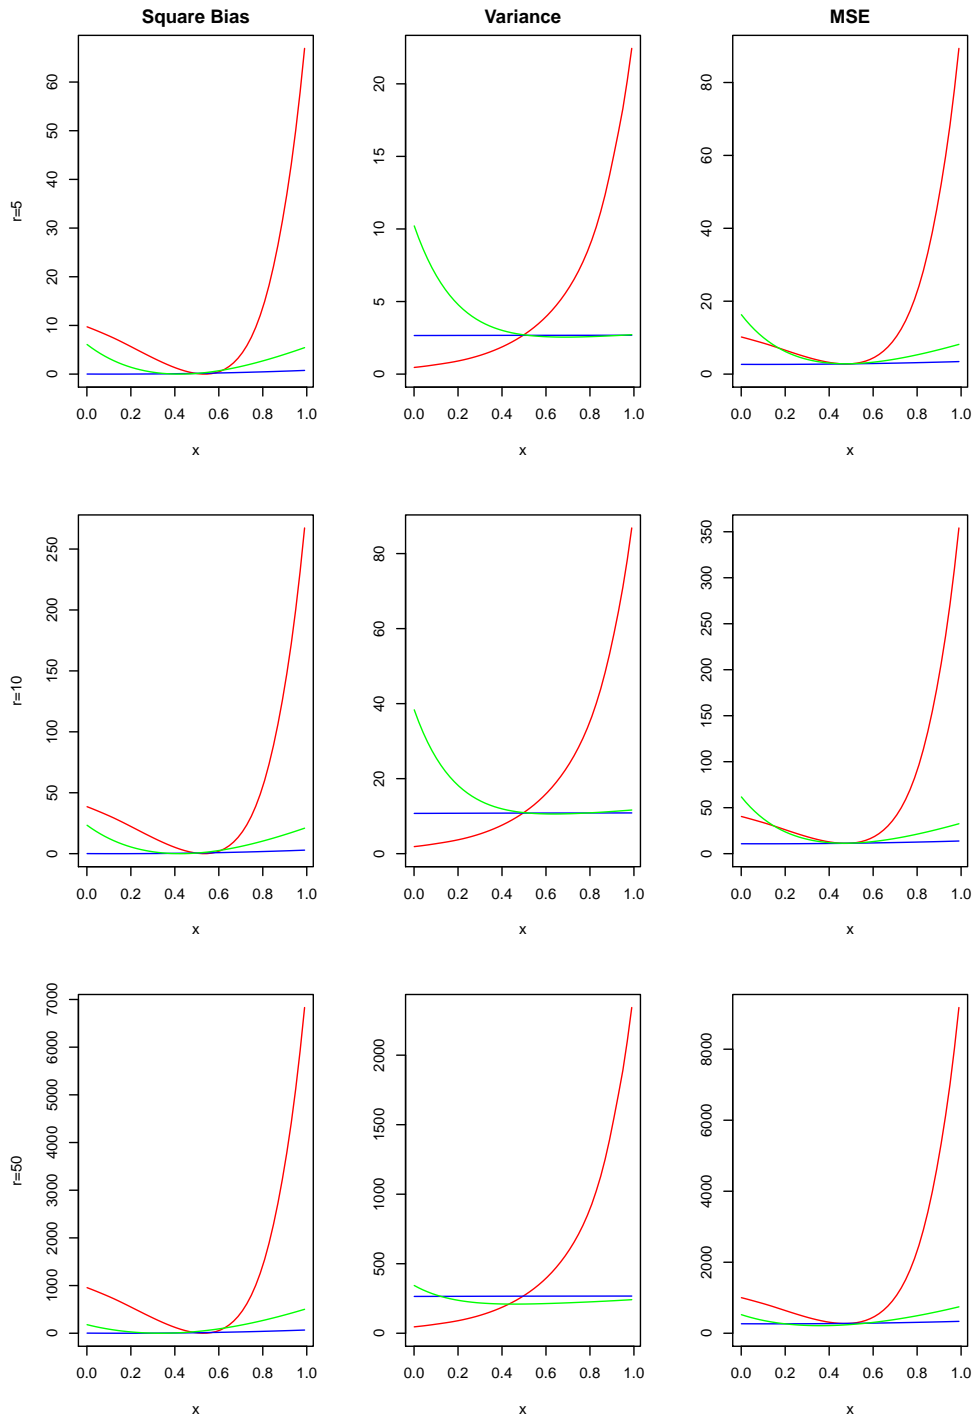 Square Bias Variance MSE
r=5
0 10 20 30 40 50 60
0.0 0.2 0.4 0.6 0.8 1.0
x
0 5 10 15 20
0.0 0.2 0.4 0.6 0.8 1.0
x
0 20 40 60 80
0.0 0.2 0.4 0.6 0.8 1.0
x
r=10
0 50 100 150 200 250
0.0 0.2 0.4 0.6 0.8 1.0
x
0 20 40 60 80
0.0 0.2 0.4 0.6 0.8 1.0
x
0 50 100 150 200 250 300 350
0.0 0.2 0.4 0.6 0.8 1.0
x
r=50
0 1000 2000 3000 4000 5000 6000 7000
0.0 0.2 0.4 0.6 0.8 1.0
x
0 500 1000 1500 2000
0.0 0.2 0.4 0.6 0.8 1.0
x
0 2000 4000 6000 8000
0.0 0.2 0.4 0.6 0.8 1.0
x